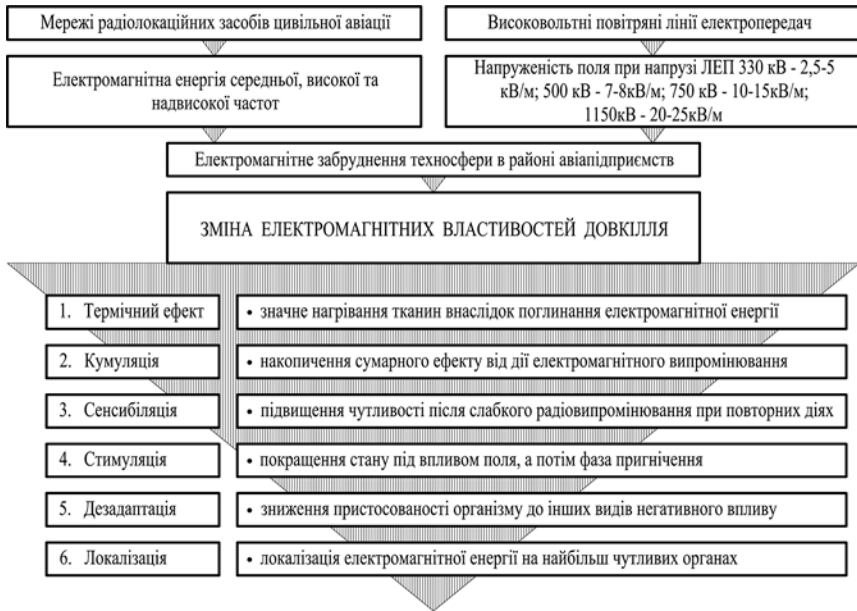 Мережі радіолокаційних засобів цивільної авіації
Високовольтні повітряні лінії електропередач
Електромагнітна енергія середньої, високої та
надвисокої частот
Напруженість поля при напрузі ЛЕП 330 кВ - 2,5-5
кВ/м; 500 кВ - 7-8кВ/м; 750 кВ - 10-15кВ/м;
1150кВ - 20-25кВ/м
Електромагнітне забруднення техносфери в районі авіапідприємств
ЗМІНА ЕЛЕКТРОМАГНІТНИХ ВЛАСТИВОСТЕЙ ДОВКІЛЛЯ
1. Термічний ефект
• значне нагрівання тканин внаслідок поглинання електромагнітної енергії
2. Кумуляція
• накопичення сумарного ефекту від дії електромагнітного випромінювання
3. Сенсибіляція
• підвищення чутливості після слабкого радіовипромінювання при повторних діях
4. Стимуляція
• покращення стану під впливом поля, а потім фаза пригнічення
5. Дезадаптація
• зниження пристосованості організму до інших видів негативного впливу
6. Локалізація
• локалізація електромагнітної енергії на найбільш чутливих органах